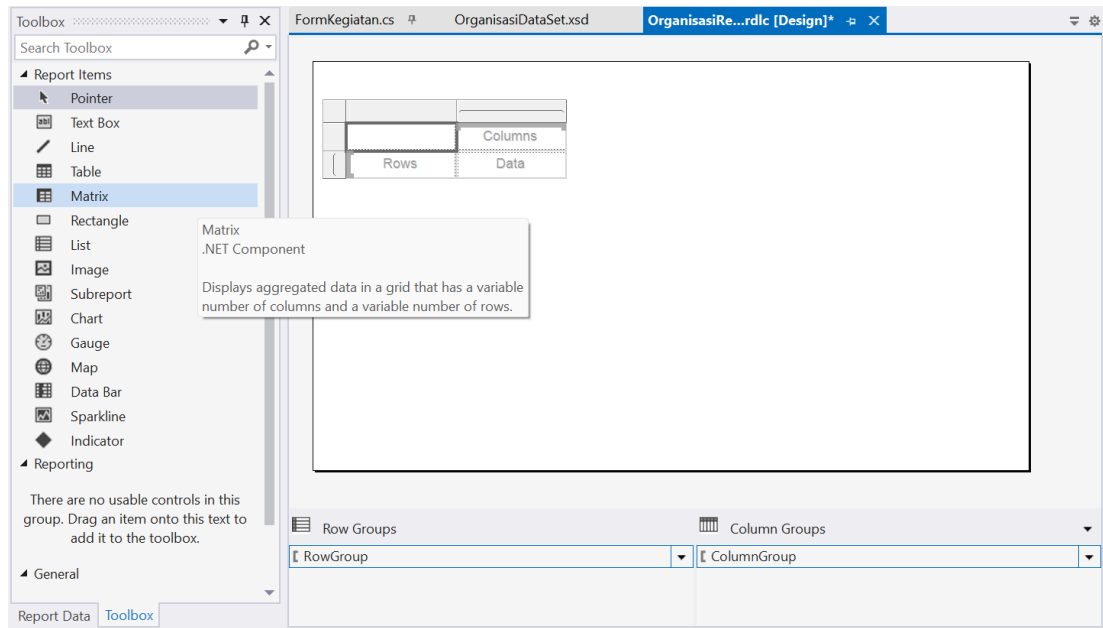 Toolbox
Search Toolbox
Report Items
Pointer
Text Box
Line
Table
Matrix
Rectangle
List
Image
Subreport
Chart
Gauge
Map
Data Bar
Sparkline
Indicator
Reporting
There are no usable controls in this
group. Drag an item onto this text to
add it to the toolbox.
General
Report Data Toolbox
Matrix
.NET Component
Displays aggregated data in a grid that has a variable
number of columns and a variable number of rows.
FormKegiatan.cs OrganisasiDataSet.xsd OrganisasiRe...rdlc [Design]*
Columns
Rows Data
Row Groups Column Groups
RowGroup ColumnGroup